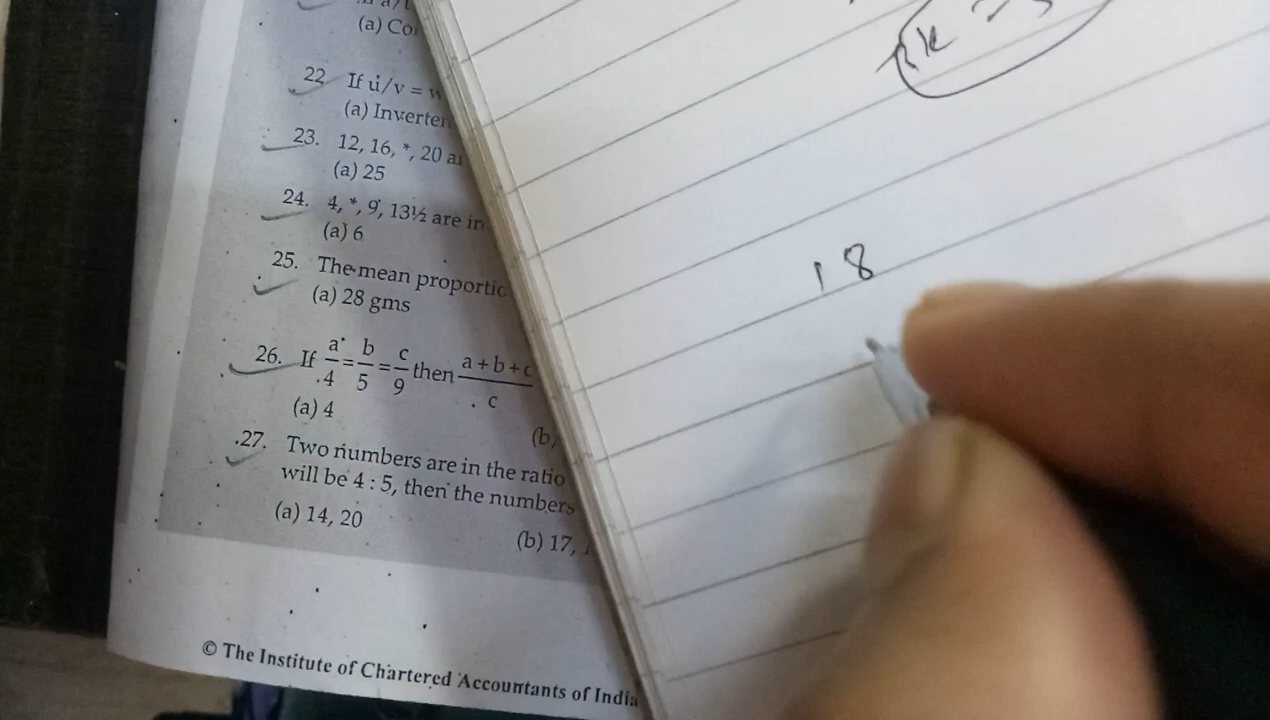 (a) Co
22 If u/v = w
(a) Inverten
23. 12, 16, *, 20 a
(a) 25
24. 4, *, 9, 13½ are in
(a) 6
25. The mean proportio
(a) 28 gms
26. If a/4 = b/5 = c/9 then a+b+c/c
(a) 4
(b)
27. Two numbers are in the ratio
will be 4 : 5, then the numbers
(a) 14, 20
(b) 17,
© The Institute of Chartered Accountants of India
18